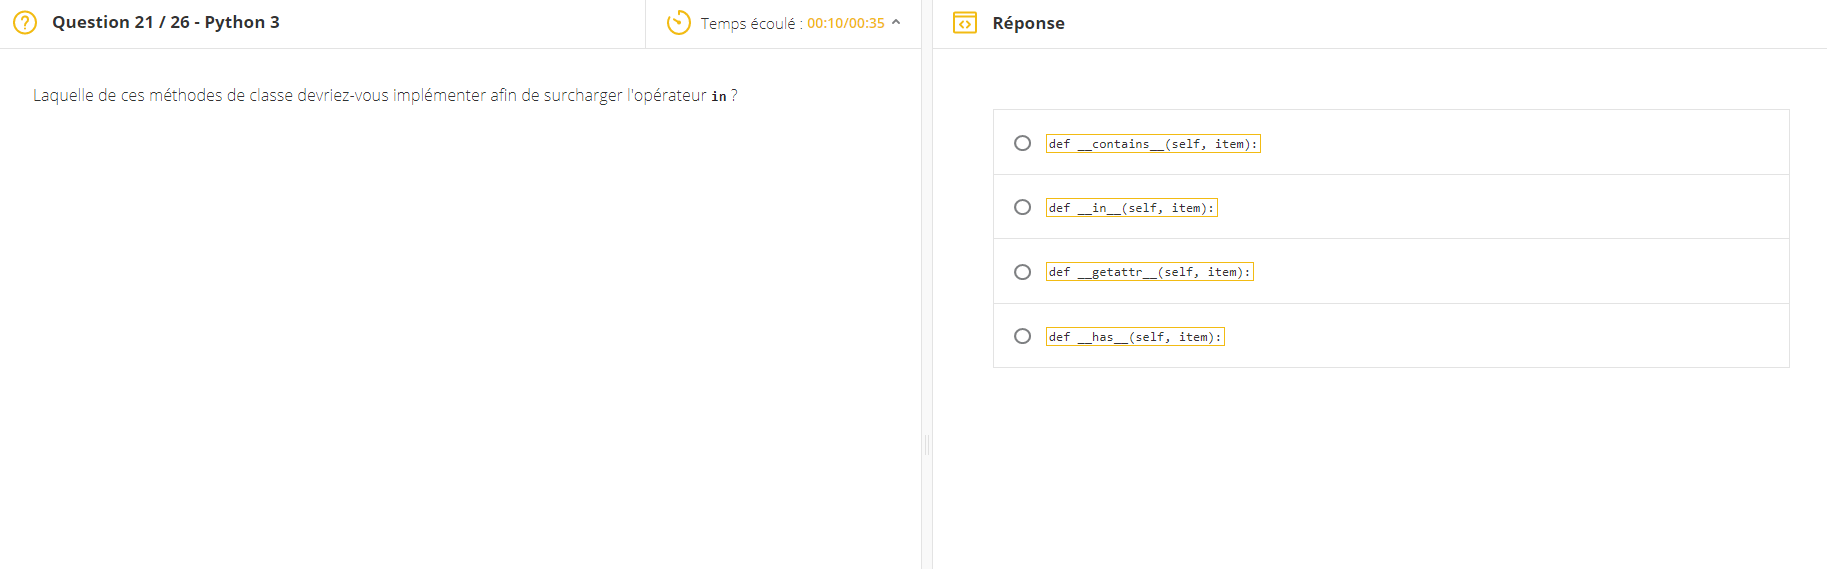 Question 21 / 26 - Python 3
Temps écoulé : 00:10/00:35
Réponse
Laquelle de ces méthodes de classe devriez-vous implémenter afin de surcharger l'opérateur in ?
def __contains__(self, item):
def __in__(self, item):
def __getattr__(self, item):
def __has__(self, item):